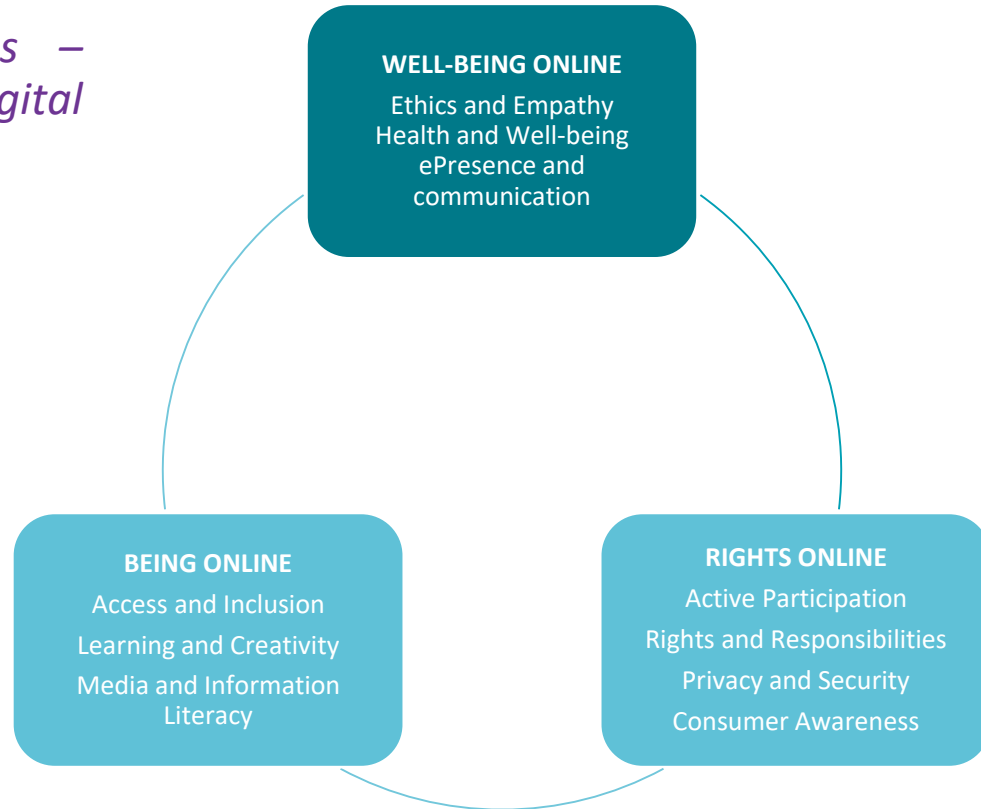 s –
gital
WELL-BEING ONLINE
Ethics and Empathy
Health and Well-being
ePresence and
communication
BEING ONLINE
Access and Inclusion
Learning and Creativity
Media and Information
Literacy
RIGHTS ONLINE
Active Participation
Rights and Responsibilities
Privacy and Security
Consumer Awareness